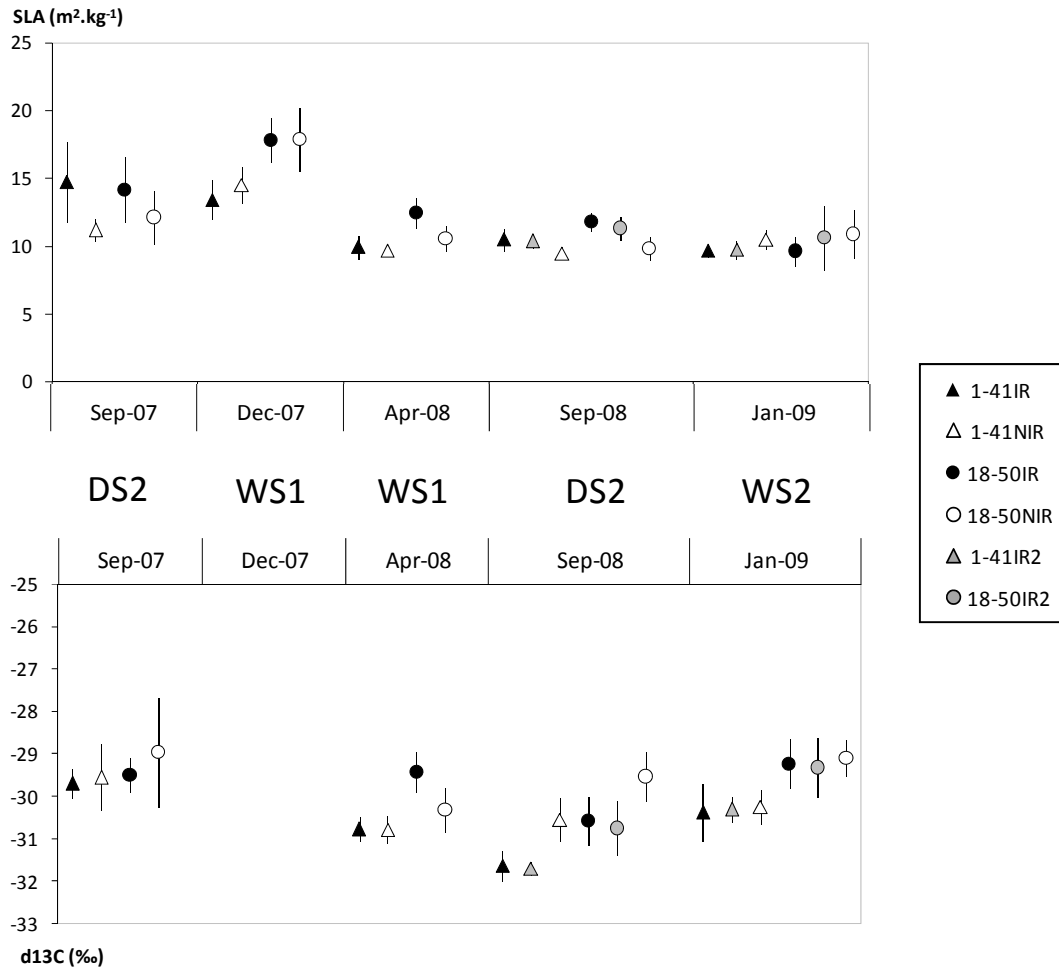 SLA (m².kg⁻¹)
25
20
15
10
5
0
Sep-07 Dec-07 Apr-08 Sep-08 Jan-09
DS2 WS1 WS1 DS2 WS2
Sep-07 Dec-07 Apr-08 Sep-08 Jan-09
-25
-26
-27
-28
-29
-30
-31
-32
-33
d13C (‰)
1-41IR
1-41NIR
18-50IR
18-50NIR
1-41IR2
18-50IR2